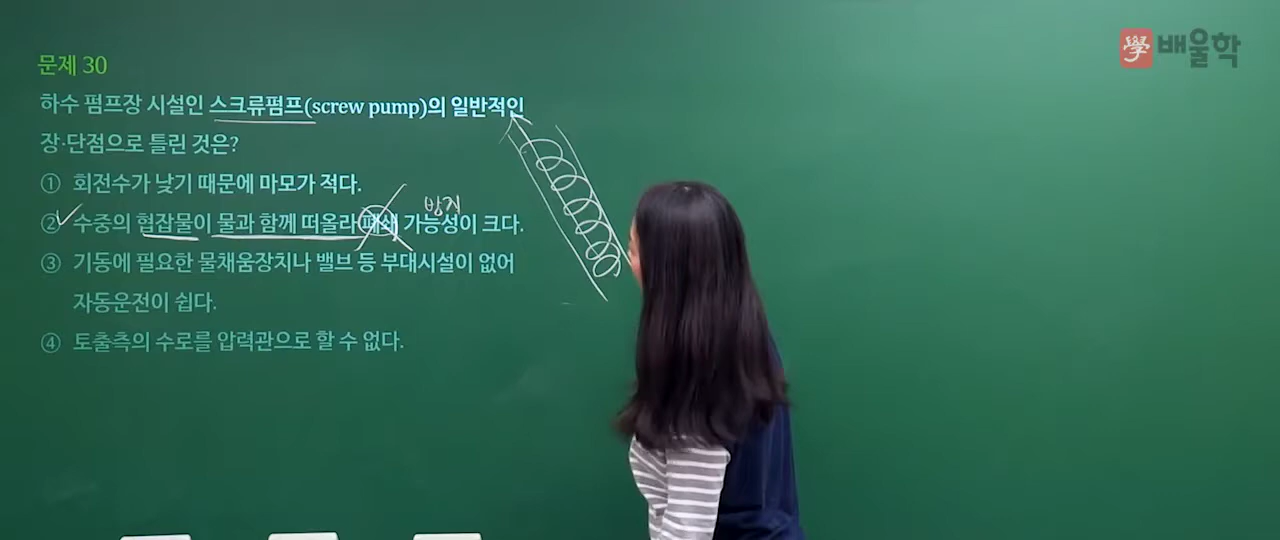 學 배울학
문제 30
하수 펌프장 시설인 스크류펌프(screw pump)의 일반적인
장·단점으로 틀린 것은?
① 회전수가 낮기 때문에 마모가 적다.
방지
② 수중의 협잡물이 물과 함께 떠올라 폐쇄 가능성이 크다.
③ 기동에 필요한 물채움장치나 밸브 등 부대시설이 없어
자동운전이 쉽다.
④ 토출측의 수로를 압력관으로 할 수 없다.